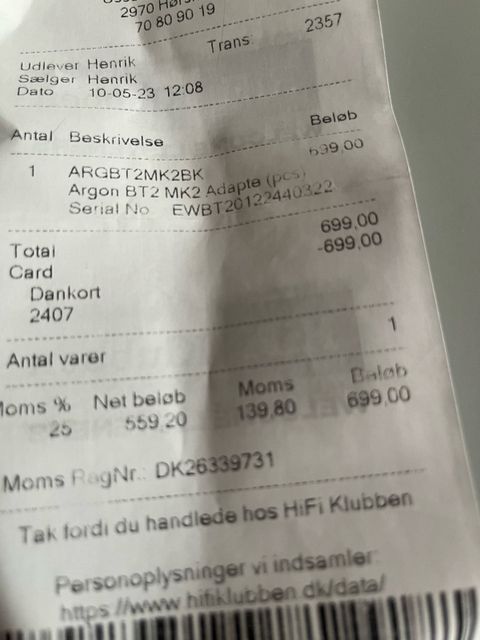 2970
70 80 90 19
Trans: 2357
Udlever Henrik
Sælger Henrik
Dato 10-05-23 12:08
Antal Beskrivelse Beløb
1 ARGBT2MK2BK 699,00
Argon BT2 MK2 Adapte (pcs)
Serial No EWBT20122440322
Total 699,00
Card -699,00
Dankort
2407
Antal varer 1
Moms % Net beløb Moms Beløb
25 559,20 139,80 699,00
Moms RegNr.: DK26339731
Tak fordi du handlede hos HiFi Klubben
Personoplysninger vi indsamler:
https://www.hifiklubben.dk/data/